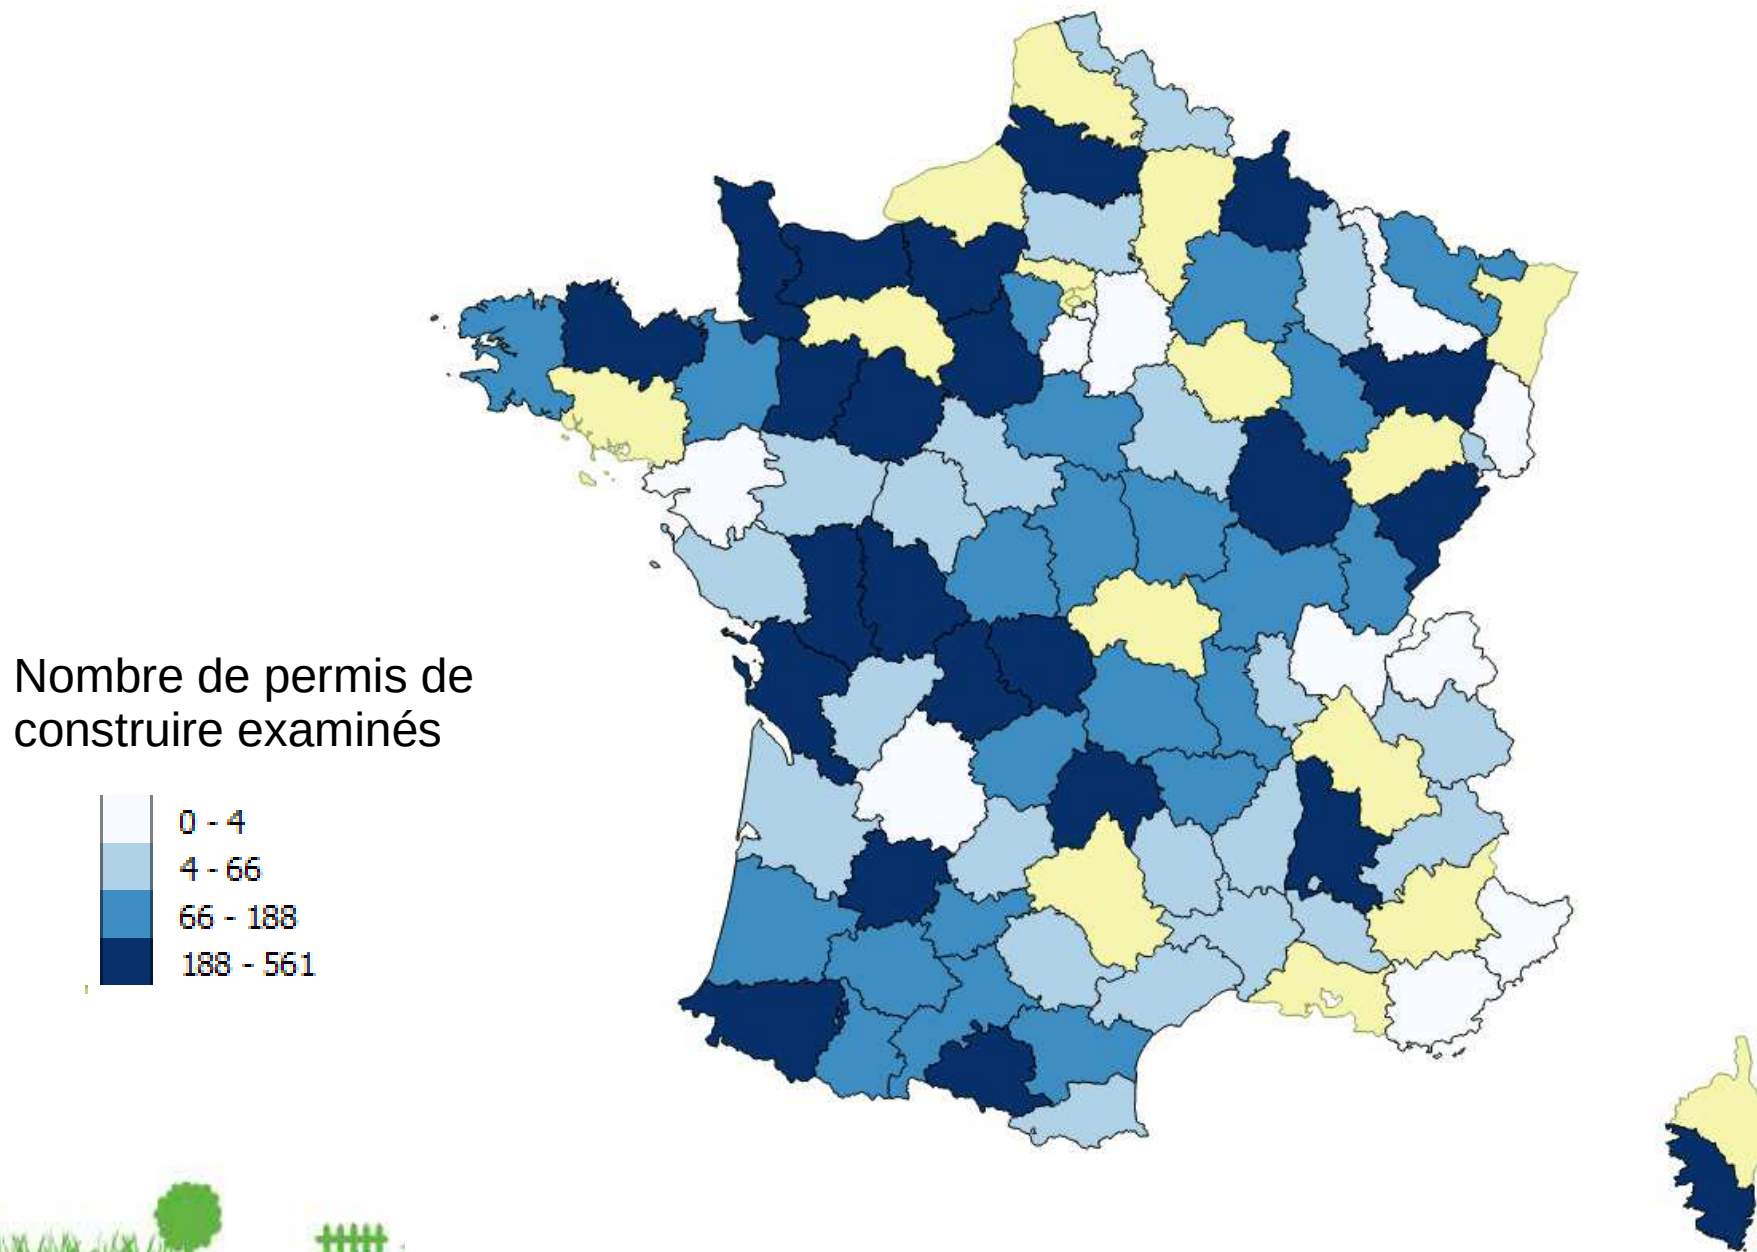 Nombre de permis de
construire examinés
0 - 4
4 - 66
66 - 188
188 - 561